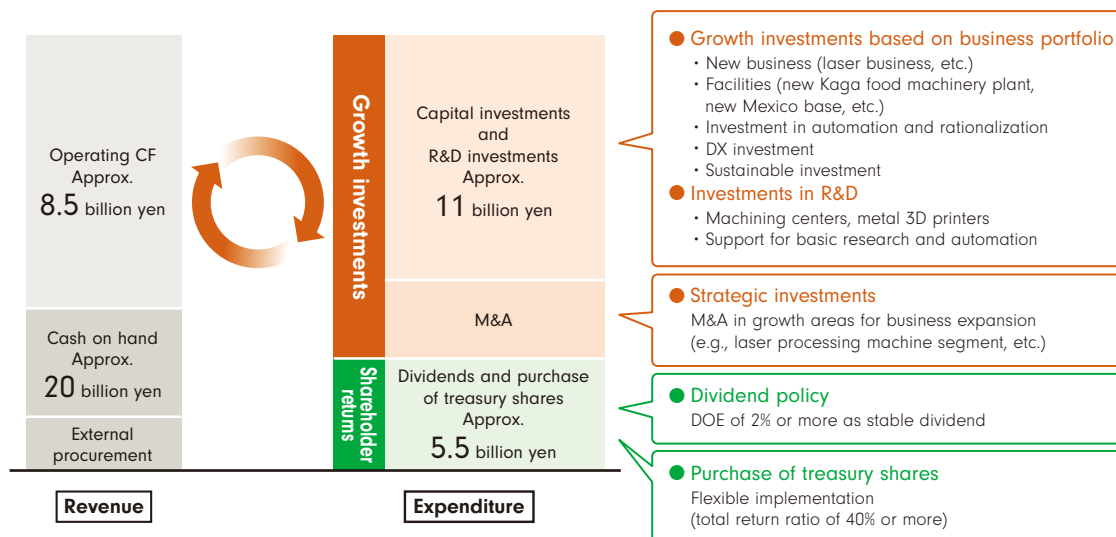 Operating CF
Approx.
8.5 billion yen
Cash on hand
Approx.
20 billion yen
External
procurement
Revenue
Growth investments
Capital investments
and
R&D investments
Approx.
11 billion yen
M&A
Shareholder
returns
Dividends and purchase
of treasury shares
Approx.
5.5 billion yen
Expenditure
● Growth investments based on business portfolio
・New business (laser business, etc.)
・Facilities (new Kaga food machinery plant,
new Mexico base, etc.)
・Investment in automation and rationalization
・DX investment
・Sustainable investment
● Investments in R&D
・Machining centers, metal 3D printers
・Support for basic research and automation
● Strategic investments
M&A in growth areas for business expansion
(e.g., laser processing machine segment, etc.)
● Dividend policy
DOE of 2% or more as stable dividend
● Purchase of treasury shares
Flexible implementation
(total return ratio of 40% or more)